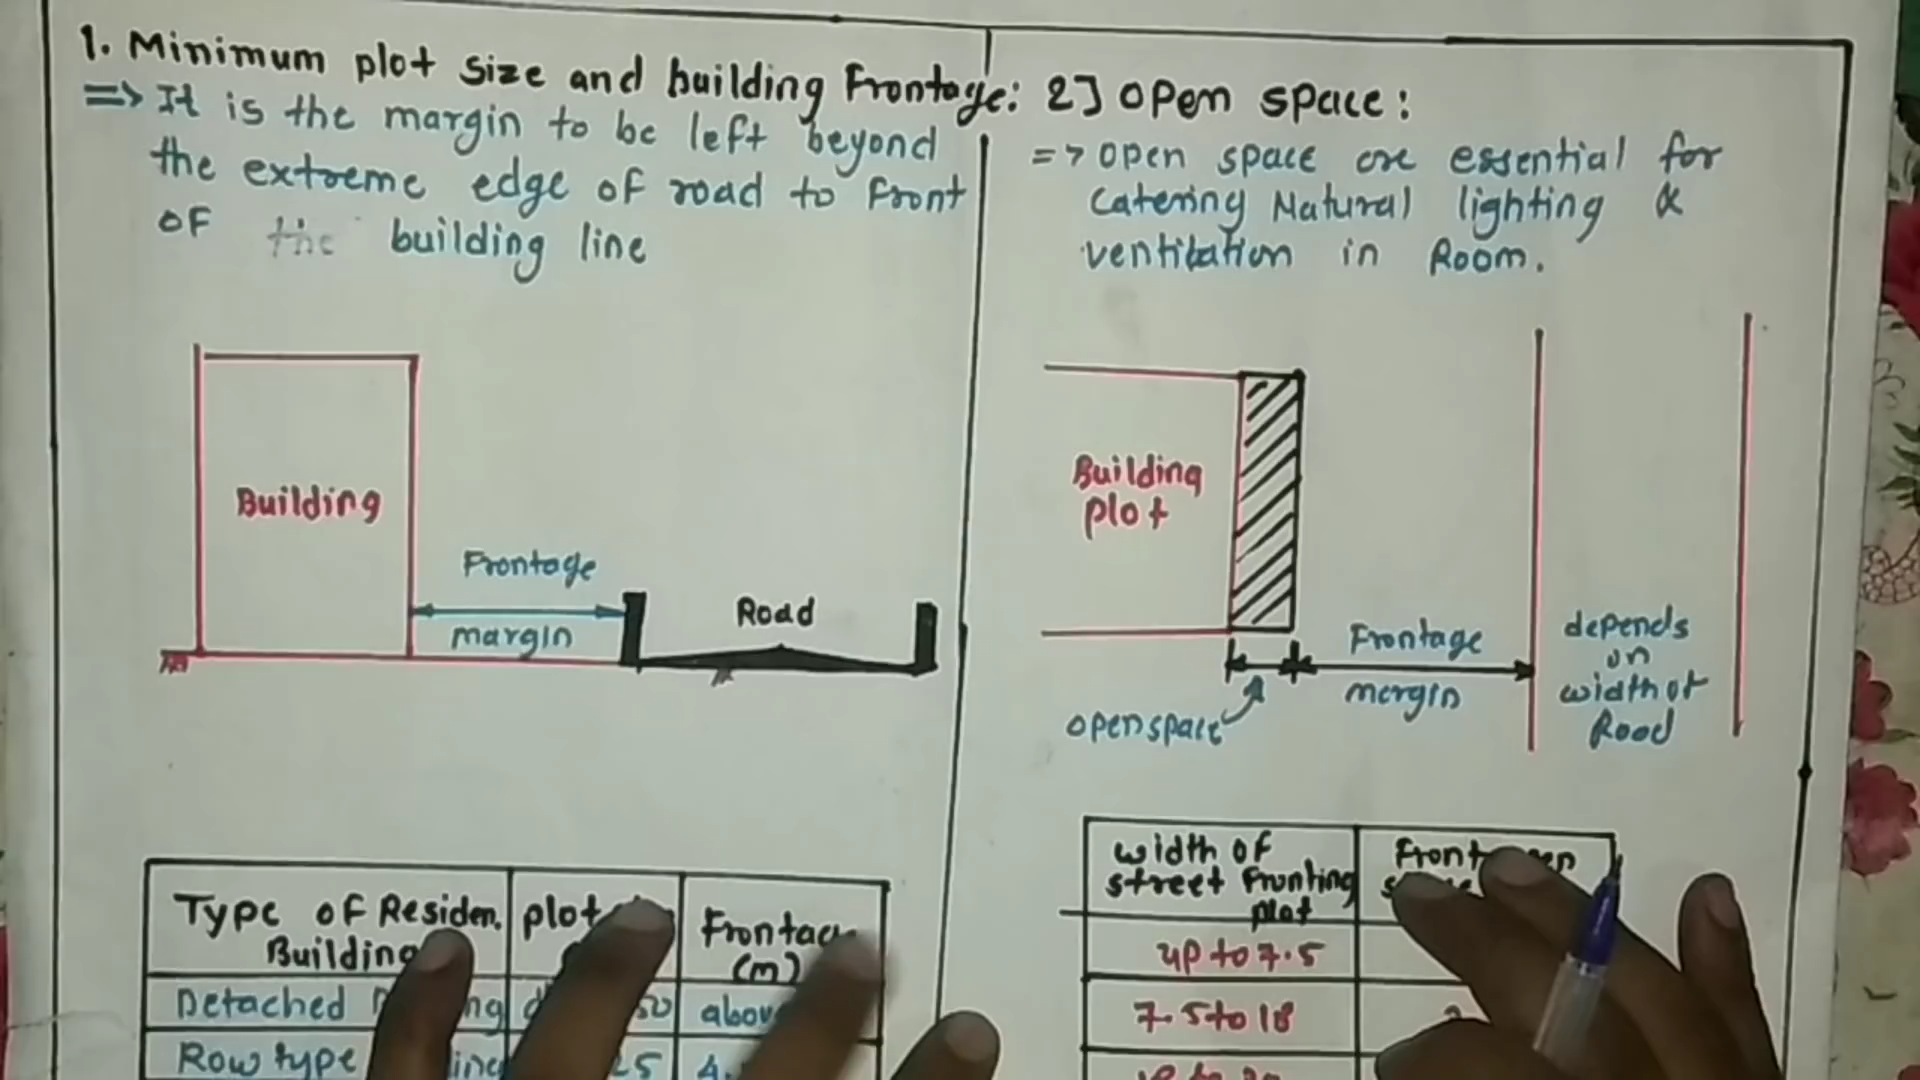 1. Minimum plot size and building Frontage:
=> It is the margin to be left beyond
the extreme edge of road to front
of the building line
Building
Frontage
margin
Road
Type of Residen. plot
Building
Frontage
(m)
Detached
Row type
2] open space:
=> open space are essential for
Catering Natural lighting &
ventilation in Room.
Building
plot
openspace
Frontage
mergin
depends
on
width of
Road
width of
street Frunting
plot
Front
up to 7.5
7.5 to 18